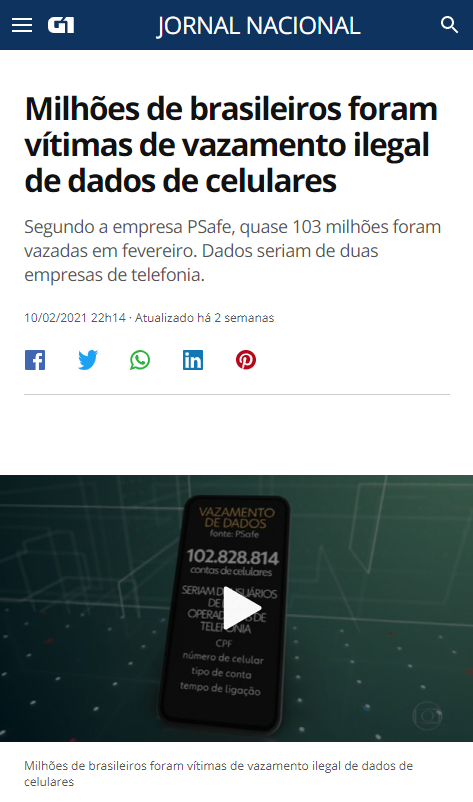 G1
JORNAL NACIONAL
Milhões de brasileiros foram
vítimas de vazamento ilegal
de dados de celulares
Segundo a empresa PSafe, quase 103 milhões foram
vazadas em fevereiro. Dados seriam de duas
empresas de telefonia.
10/02/2021 22h14 · Atualizado há 2 semanas
VAZAMENTO
DE DADOS
fonte: PSafe
102.828.814
contas de celulares
SERIAM DE USUÁRIOS
DE
OPERADORAS DE
TELEFONIA
CPF
número de celular
tipo de conta
tempo de ligação
Milhões de brasileiros foram vítimas de vazamento ilegal de dados de
celulares